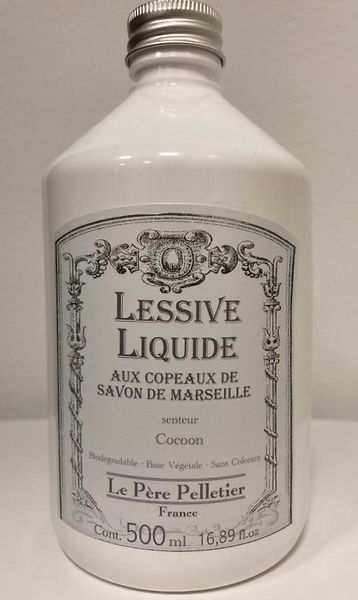 LESSIVE
LIQUIDE
AUX COPEAUX DE
SAVON DE MARSEILLE
senteur
Cocoon
Biodégradable · Base Végétale · Sans Colorant
Le Père Pelletier
France
Cont. 500 ml - 16,89 fl.oz